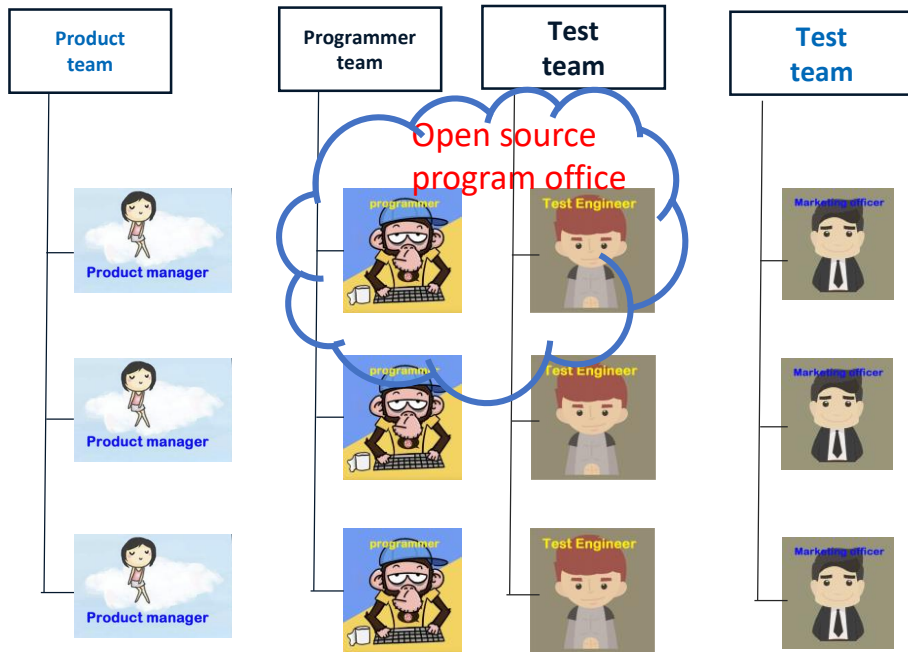 Product
team
Programmer
team
Test
team
Test
team
Open source
program office
Product manager
programmer
Test Engineer
Marketing officer
Product manager
programmer
Test Engineer
Marketing officer
Product manager
programmer
Test Engineer
Marketing officer